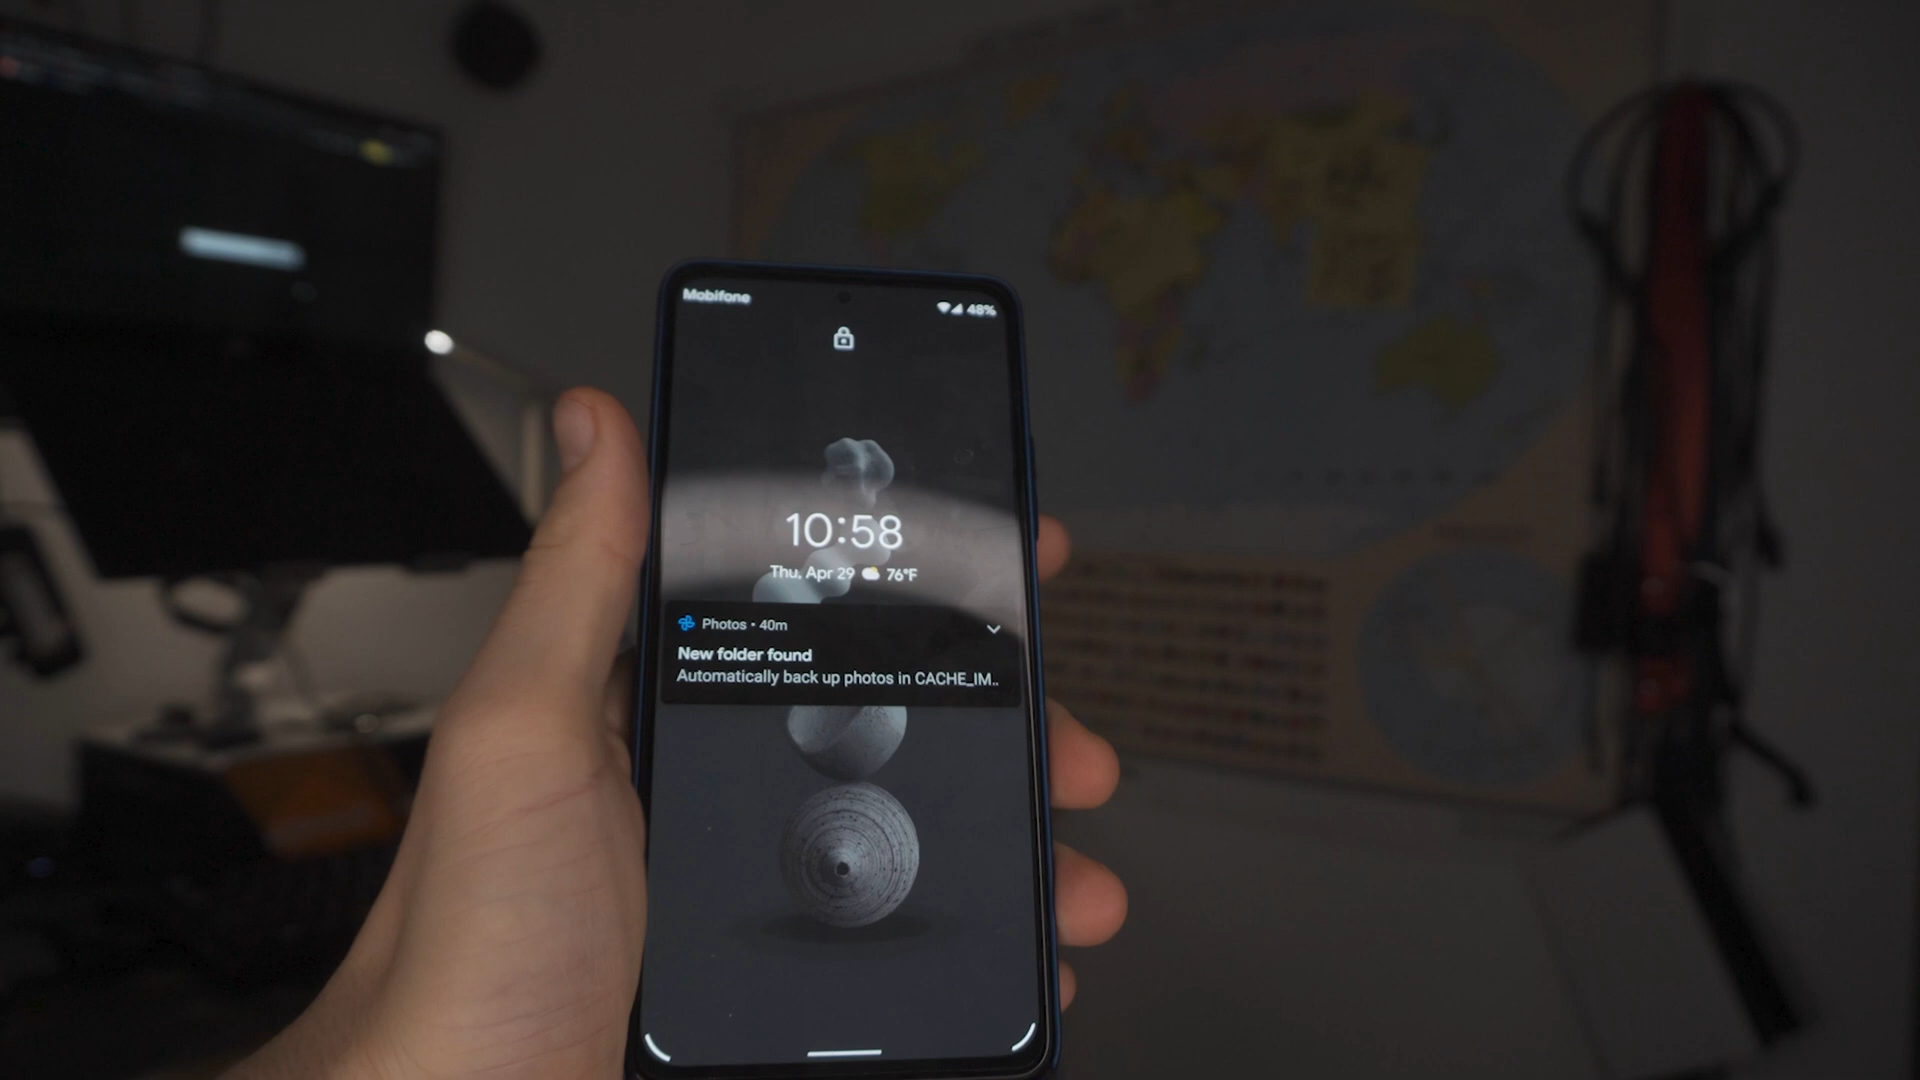 Mobifone
48%
10:58
Thu, Apr 29 76°F
Photos • 40m
New folder found
Automatically back up photos in CACHE_IM..